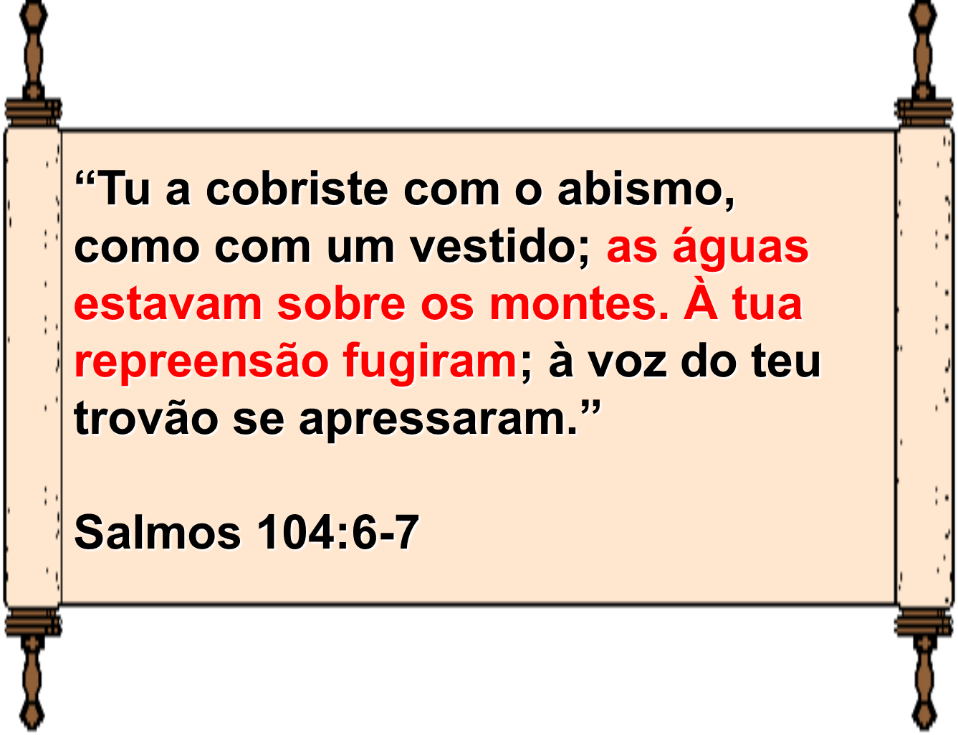 “Tu a cobriste com o abismo,
como com um vestido; as águas
estavam sobre os montes. À tua
repreensão fugiram; à voz do teu
trovão se apressaram.”
Salmos 104:6-7